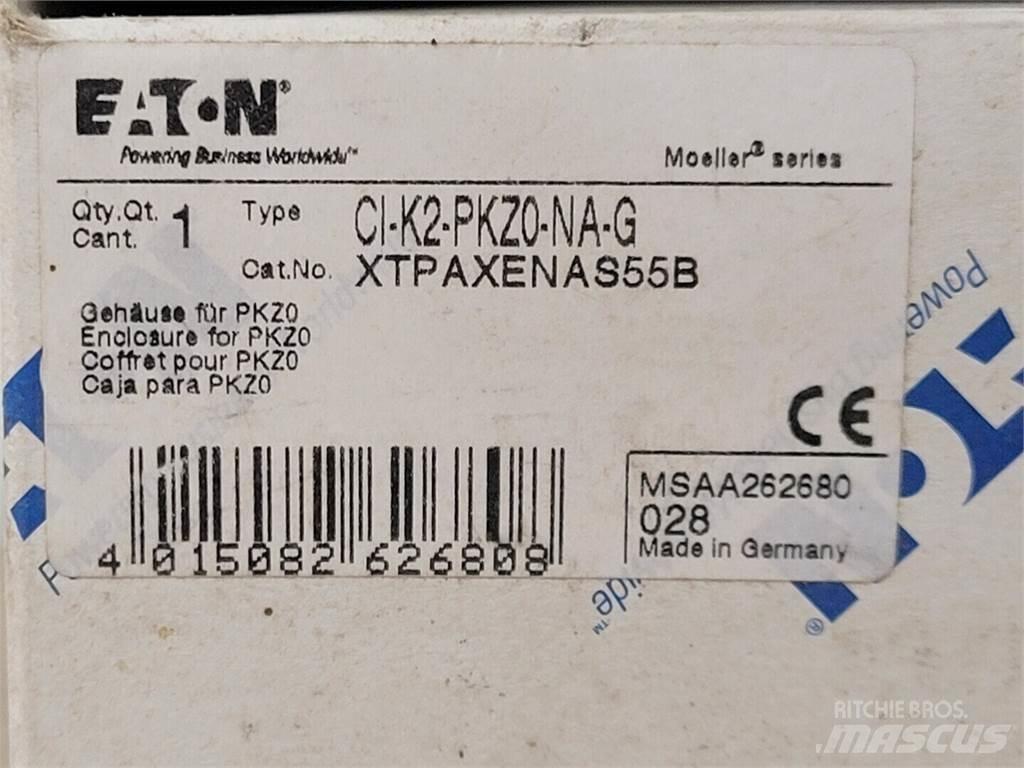 EATON®
Powering Business Worldwide™
Moeller® series
Qty.Qt. Cant. 1
Type CI-K2-PKZ0-NA-G
Cat.No. XTPAXENAS55B
Gehäuse für PKZ0
Enclosure for PKZ0
Coffret pour PKZ0
Caja para PKZ0
CE
MSAA262680
028
Made in Germany
4 015082 626808
RITCHIE BROS.
MASCUS